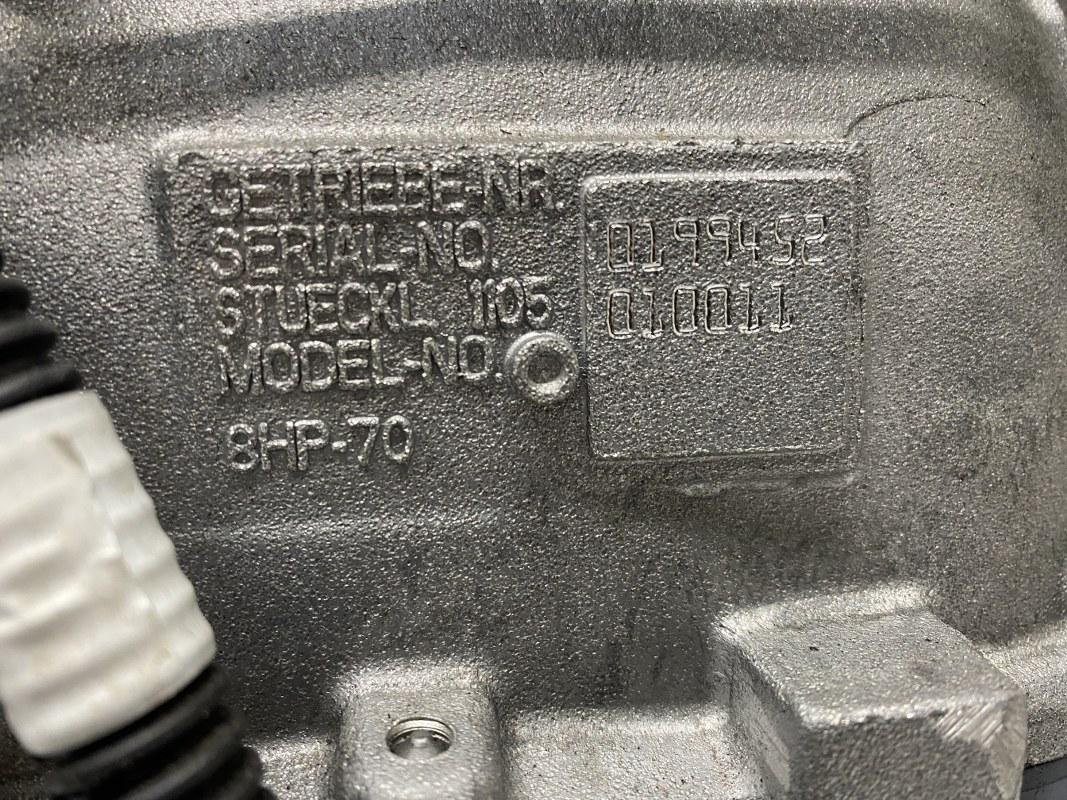 GETRIEBE-NR.
SERIAL-NO. 0199452
STUECKL. 1105 010011
MODEL-NO.
8HP-70